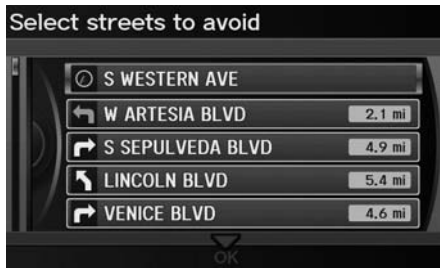 Select streets to avoid
S WESTERN AVE
W ARTESIA BLVD 2.1 mi
S SEPULVEDA BLVD 4.9 mi
LINCOLN BLVD 5.4 mi
VENICE BLVD 4.6 mi
OK